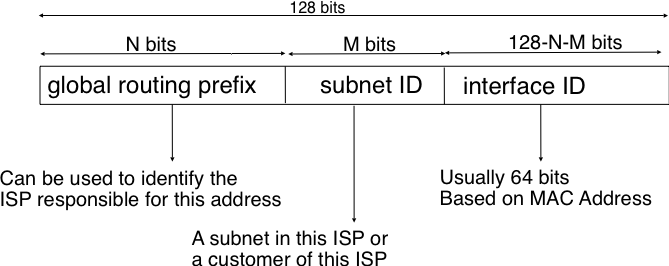 128 bits
N bits
M bits
128-N-M bits
global routing prefix
subnet ID
interface ID
Can be used to identify the
ISP responsible for this address
Usually 64 bits
Based on MAC Address
A subnet in this ISP or
a customer of this ISP